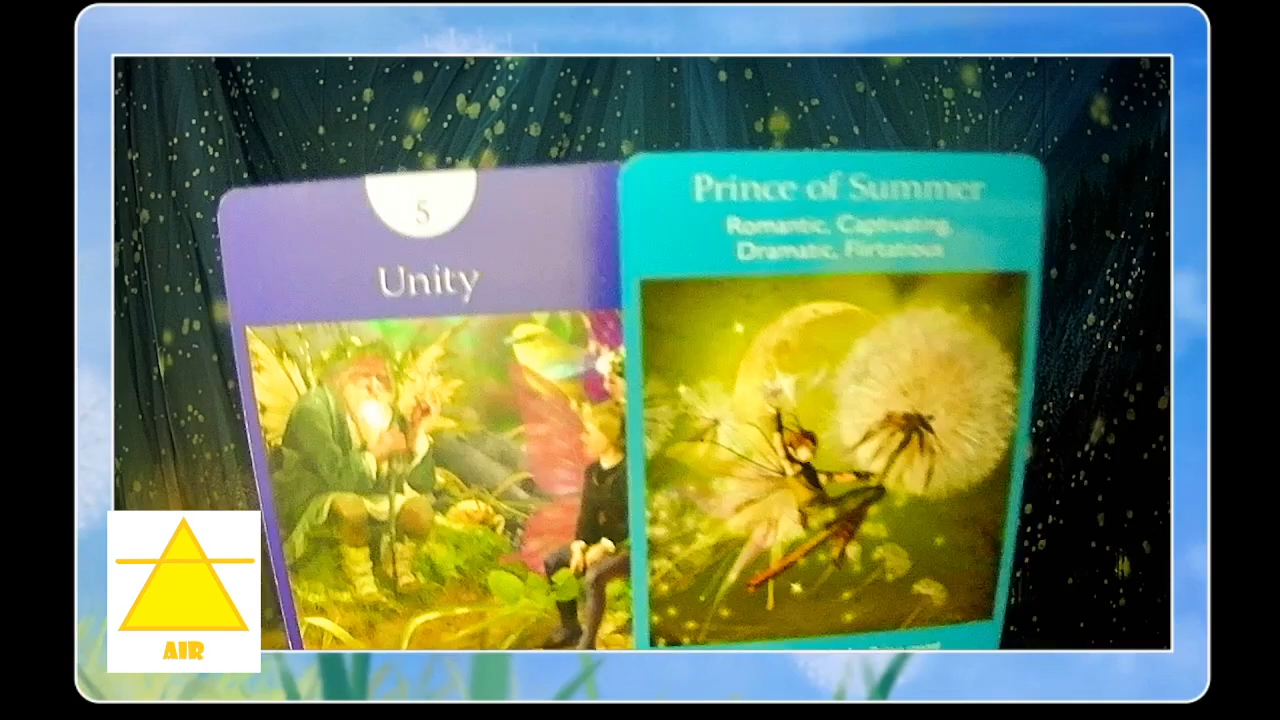 5
Unity
Prince of Summer
Romantic, Captivating,
Dramatic, Flirtatious
AIR